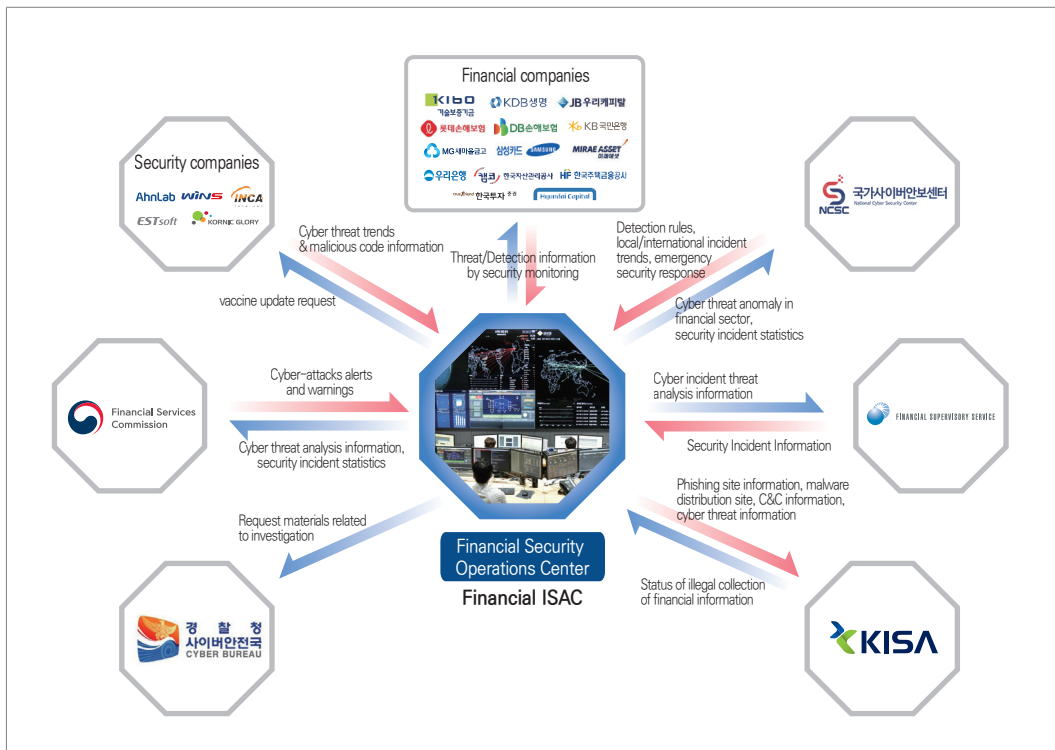 Financial companies
KIBO
기술보증기금
KDB생명
JB우리캐피탈
롯데손해보험
DB손해보험
KB국민은행
MG새마을금고
삼성카드 SAMSUNG
MIRAE ASSET
미래에셋
우리은행
캠코 한국자산관리공사
HF 한국주택금융공사
한국투자 증권
Hyundai Capital
Security companies
AhnLab
WINS
INCA
ESTsoft
KORNIC GLORY
NCSC
국가사이버안보센터
National Cyber Security Center
Cyber threat trends
& malicious code information
vaccine update request
Threat/Detection information
by security monitoring
Detection rules,
local/international incident
trends, emergency
security response
Cyber threat anomaly in
financial sector,
security incident statistics
Financial Services
Commission
Cyber-attacks alerts
and warnings
Cyber threat analysis information,
security incident statistics
Cyber incident threat
analysis information
Security Incident Information
FINANCIAL SUPERVISORY SERVICE
Request materials related
to investigation
Phishing site information, malware
distribution site, C&C information,
cyber threat information
Status of illegal collection
of financial information
Financial Security
Operations Center
Financial ISAC
경찰청
사이버안전국
CYBER BUREAU
KISA